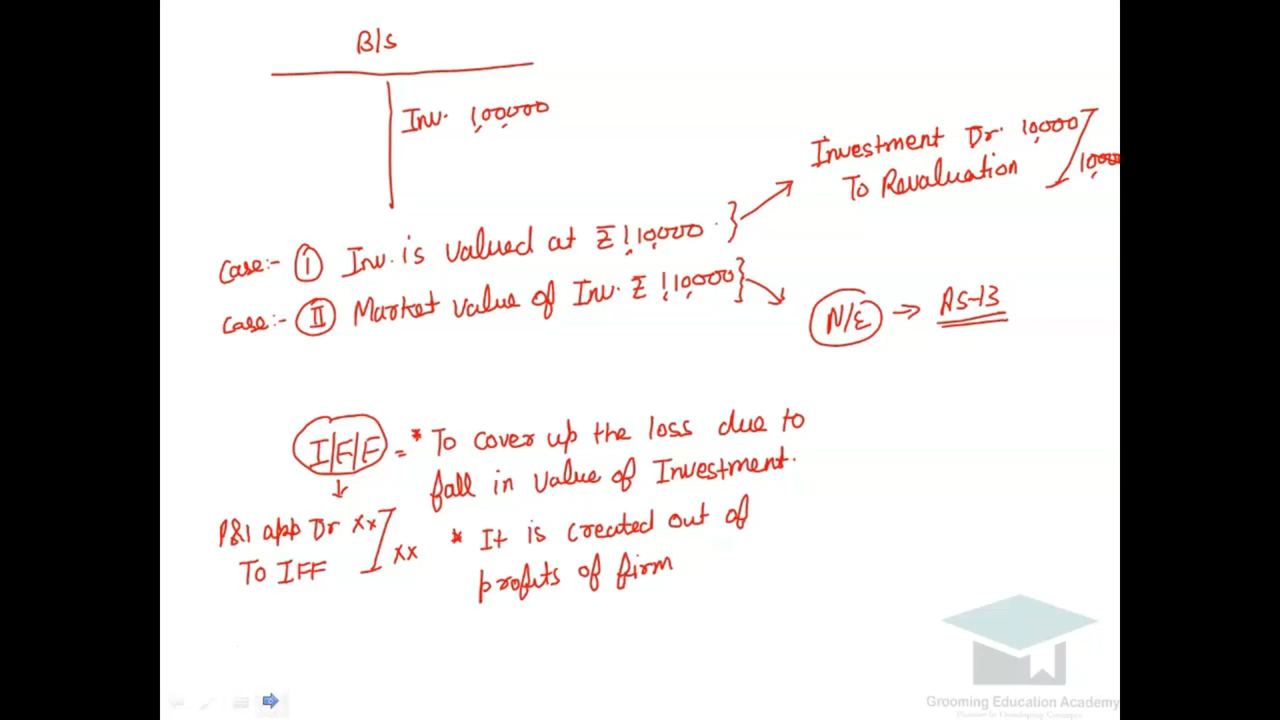 B/S
Inv. 1,00,000
Investment Dr. 10,000
To Revaluation 10,000
Case:- I Inv. is valued at ₹ 1,10,000
Case:- II Market value of Inv. ₹ 1,10,000
N/E → AS-13
I/F/F = * To cover up the loss due to
fall in value of Investment.
P&l app Dr xx
To IFF xx
* It is created out of
profits of firm
Grooming Education Academy